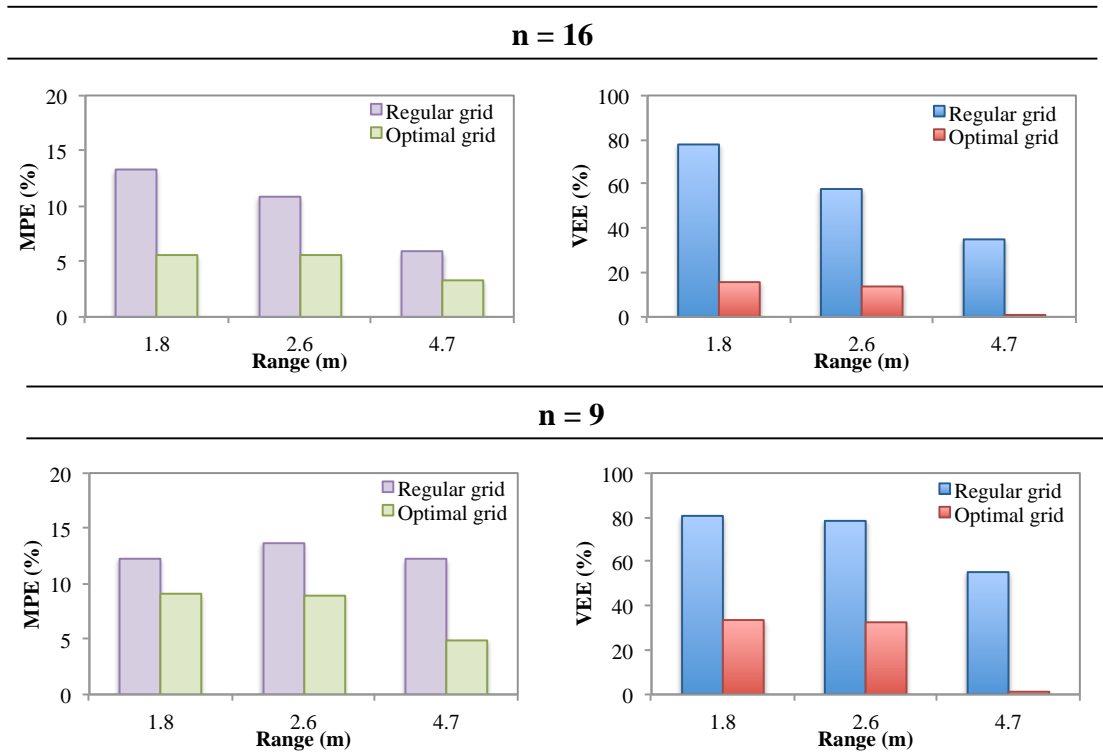 n = 16
20
15
10
5
0
MPE (%)
Regular grid
Optimal grid
1.8 2.6 4.7
Range (m)
100
80
60
40
20
0
VEE (%)
Regular grid
Optimal grid
1.8 2.6 4.7
Range (m)
n = 9
20
15
10
5
0
MPE (%)
Regular grid
Optimal grid
1.8 2.6 4.7
Range (m)
100
80
60
40
20
0
VEE (%)
Regular grid
Optimal grid
1.8 2.6 4.7
Range (m)